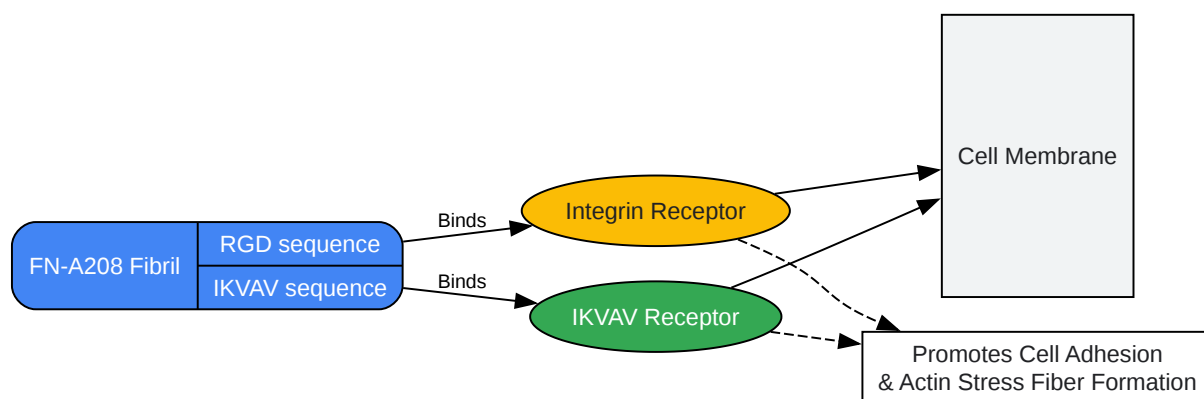 FN-A208 Fibril
RGD sequence
IKVAV sequence
Binds
Binds
Integrin Receptor
IKVAV Receptor
Cell Membrane
Promotes Cell Adhesion
& Actin Stress Fiber Formation